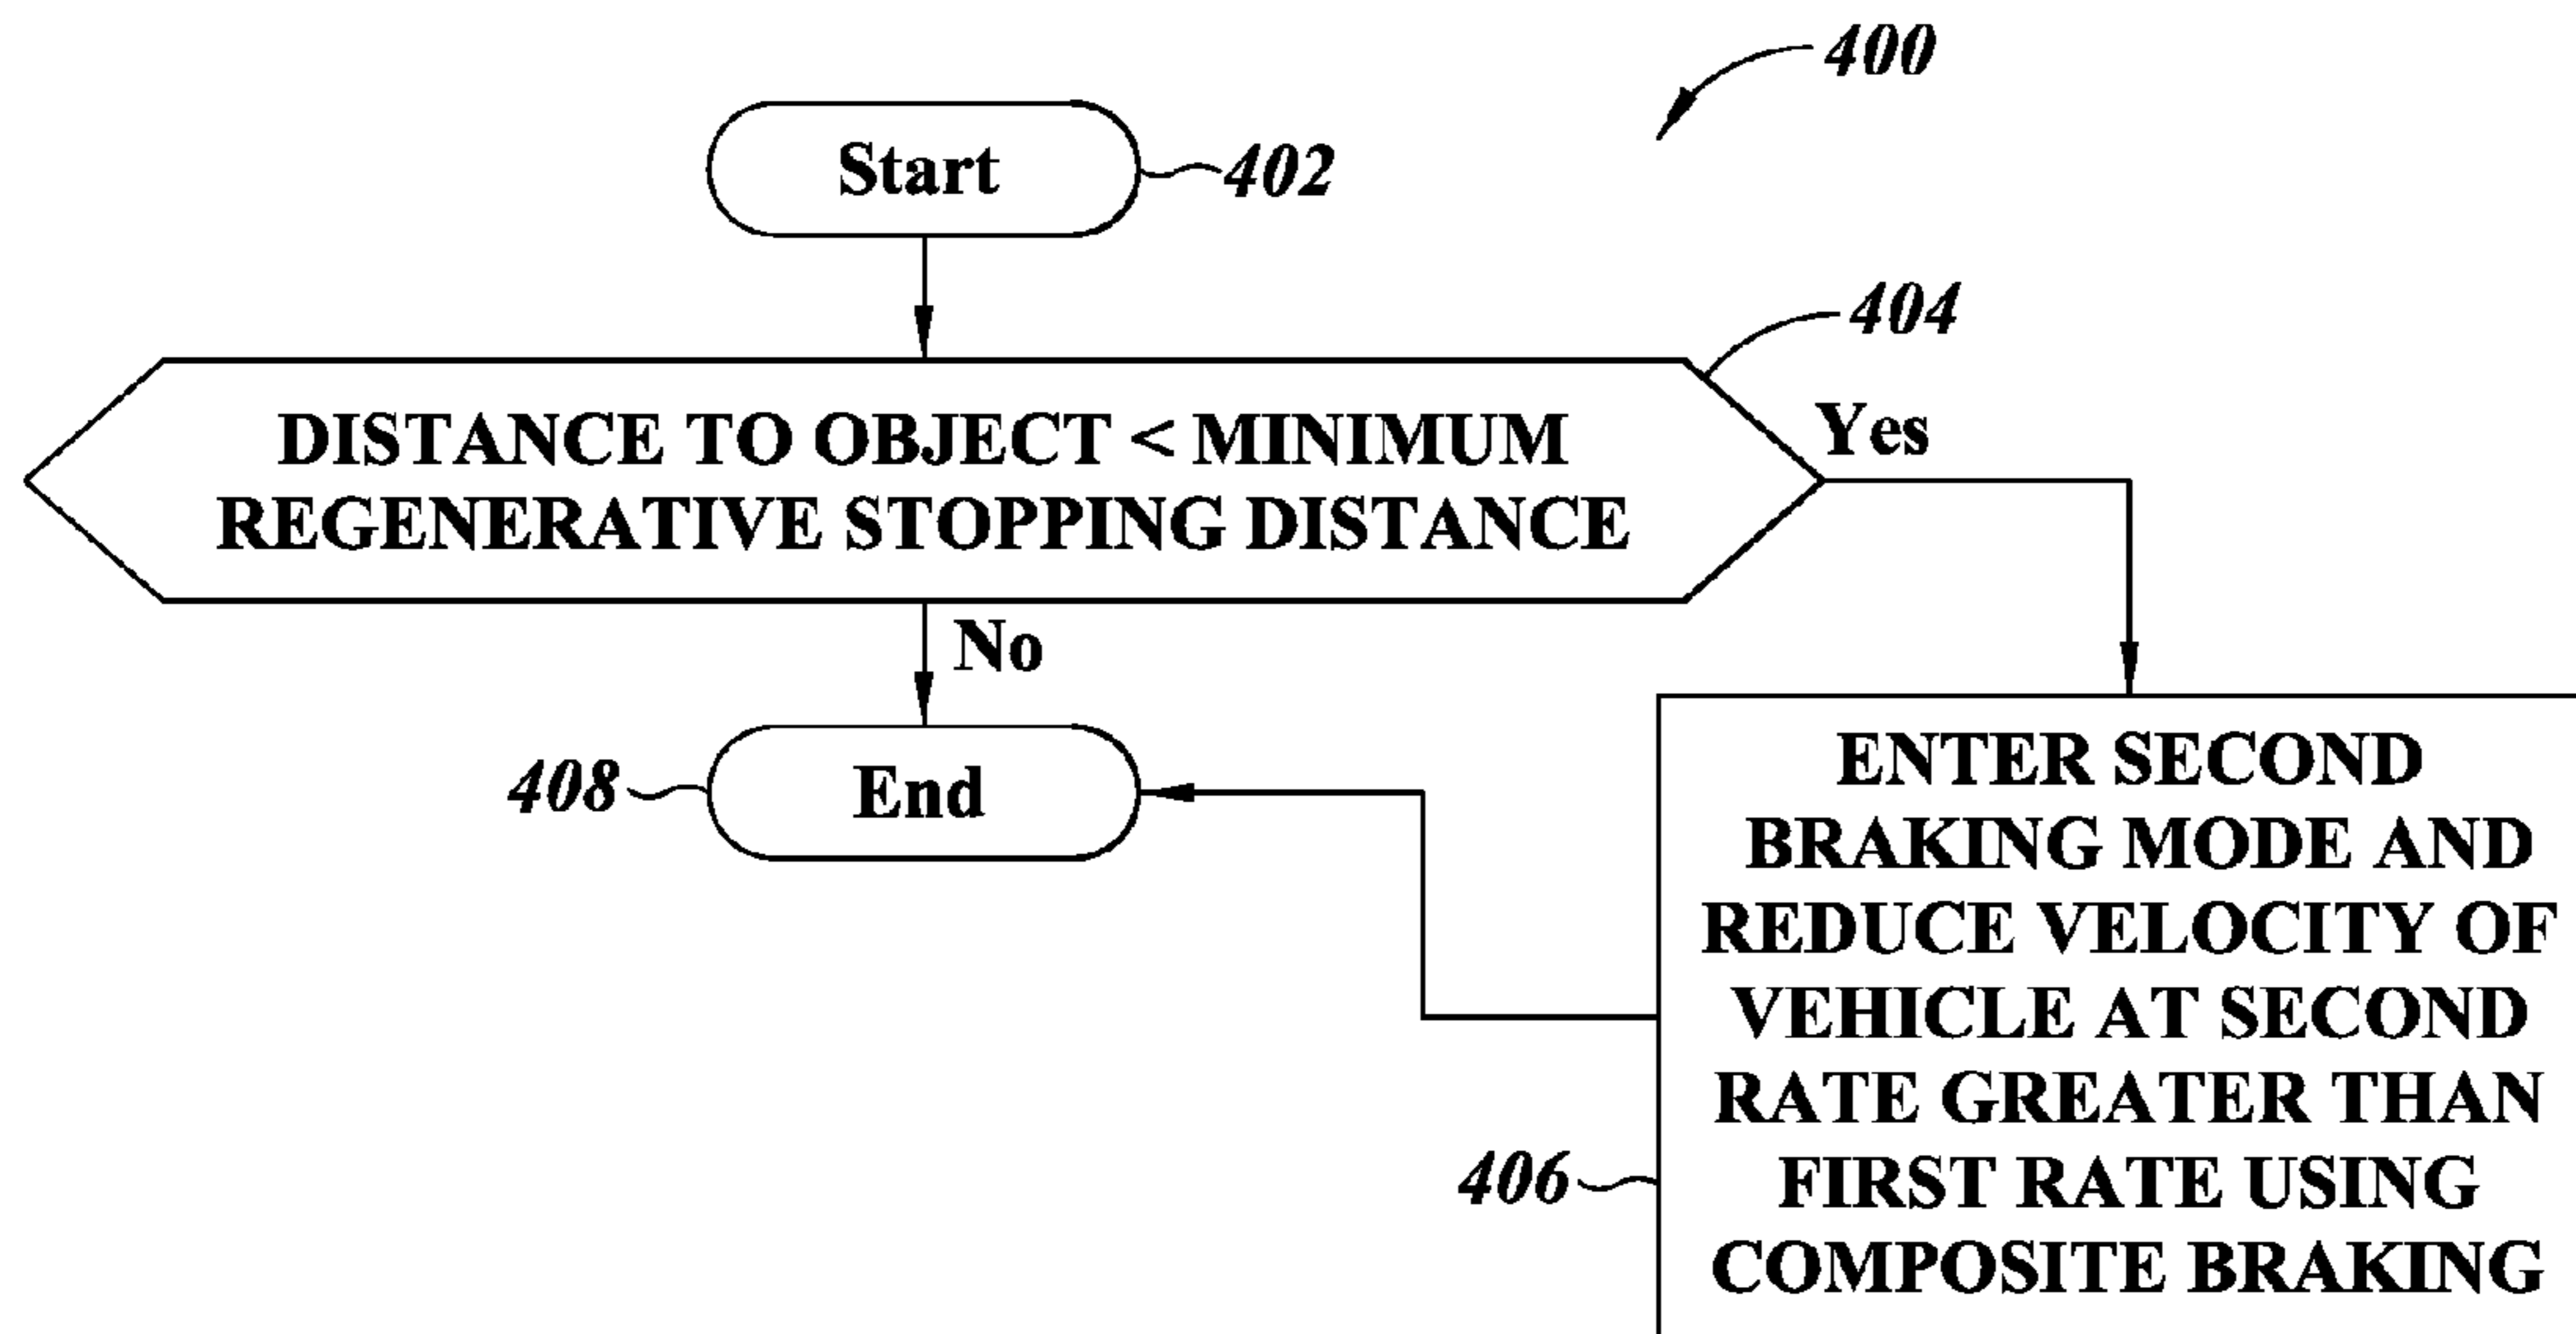 400
Start
402
404
DISTANCE TO OBJECT < MINIMUM
REGENERATIVE STOPPING DISTANCE
Yes
No
408
End
ENTER SECOND
BRAKING MODE AND
REDUCE VELOCITY OF
VEHICLE AT SECOND
RATE GREATER THAN
FIRST RATE USING
COMPOSITE BRAKING
406